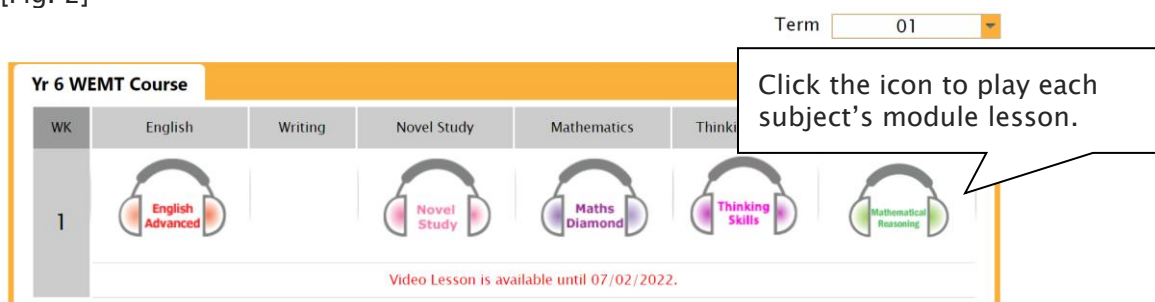 [Fig. 2]
Term 01
Click the icon to play each
subject's module lesson.
Yr 6 WEMT Course
WK English Writing Novel Study Mathematics
1
English
Advanced
Novel
Study
Maths
Diamond
Thinking
Skills
Mathematical
Reasoning
Video Lesson is available until 07/02/2022.